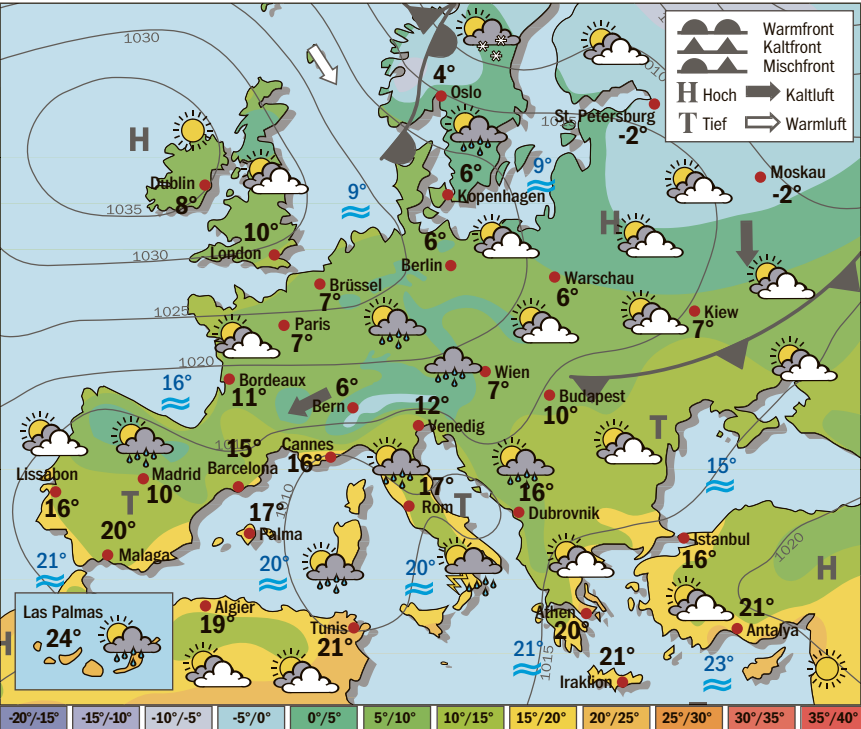 1030
Warmfront
Kaltfront
Mischfront
H Hoch
Kaltluft
T Tief
Warmluft
4°
Oslo
St. Petersburg
-2°
H
Dublin
8°
1035
6°
Kopenhagen
9°
9°
Moskau
-2°
H
10°
London
1030
6°
Berlin
Brüssel
7°
Warschau
6°
1025
Paris
7°
Kiew
7°
1020
16°
Bordeaux
11°
6°
Bern
Wien
7°
Budapest
10°
12°
Venedig
T
15°
Barcelona
Cannes
16°
Lissabon
16°
Madrid
10°
T
1010
17°
Rom
T
16°
Dubrovnik
15°
20°
Malaga
17°
Palma
21°
20°
20°
Istanbul
16°
1020
H
Las Palmas
24°
H
Algier
19°
Tunis
21°
Athen
20°
21°
1015
21°
Iraklion
21°
Antalya
23°
-20°/-15°
-15°/-10°
-10°/-5°
-5°/0°
0°/5°
5°/10°
10°/15°
15°/20°
20°/25°
25°/30°
30°/35°
35°/40°